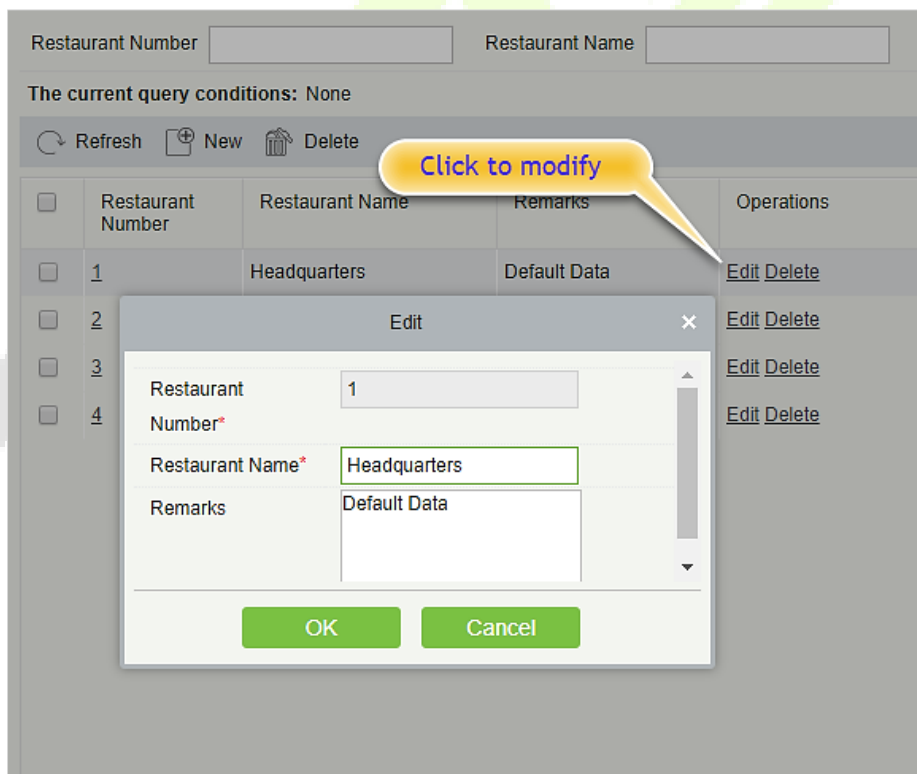 Restaurant Number Restaurant Name
The current query conditions: None
Refresh New Delete
Click to modify
Restaurant Number Restaurant Name Remarks Operations
1 Headquarters Default Data Edit Delete
2 Edit Delete
3 Edit Delete
4 Edit Delete
Edit ×
Restaurant Number* 1
Restaurant Name* Headquarters
Remarks Default Data
OK Cancel